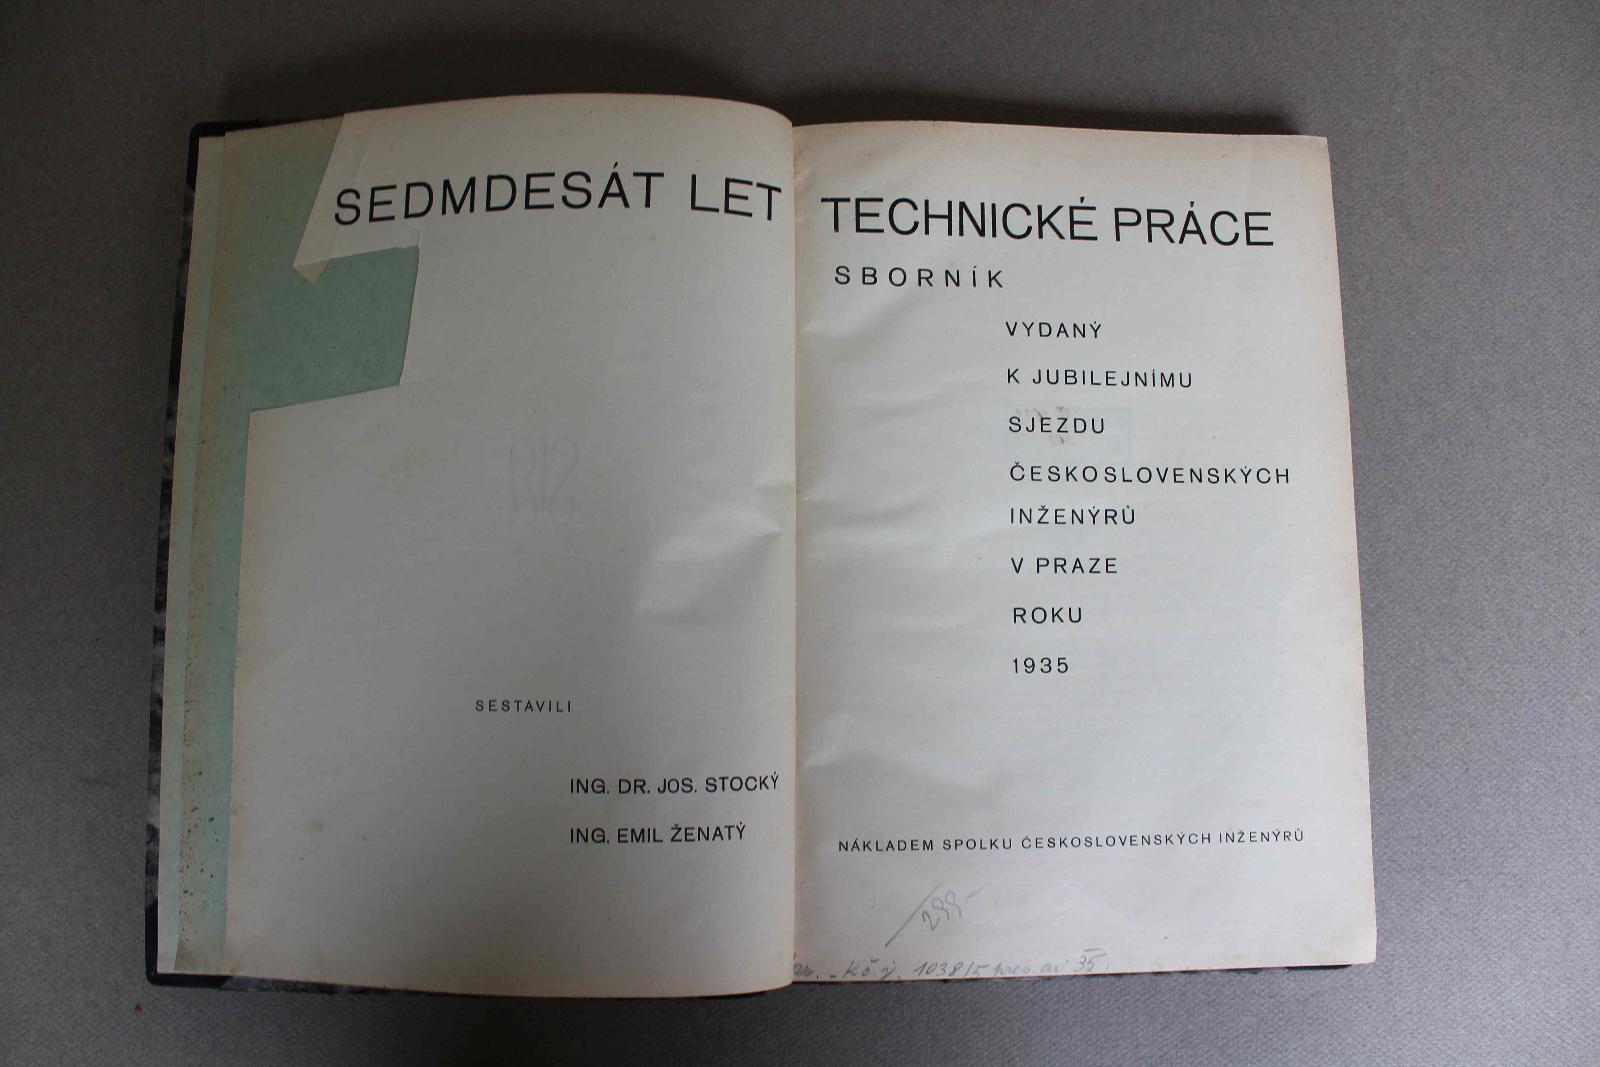 SEDMDESÁT LET TECHNICKÉ PRÁCE
SBORNÍK
VYDANÝ
K JUBILEJNÍMU
SJEZDU
ČESKOSLOVENSKÝCH
INŽENÝRŮ
V PRAZE
ROKU
1935
SESTAVILI
ING. DR. JOS. STOCKÝ
ING. EMIL ŽENATÝ
NÁKLADEM SPOLKU ČESKOSLOVENSKÝCH INŽENÝRŮ
299-